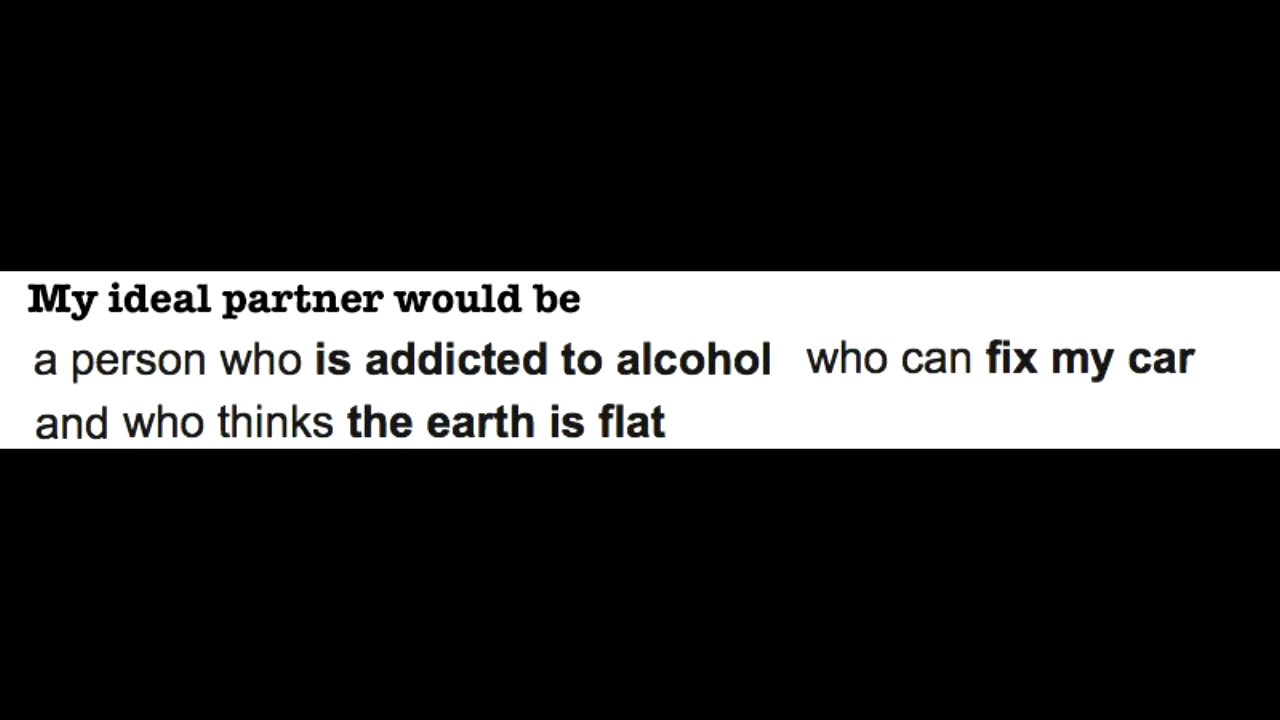 My ideal partner would be
a person who is addicted to alcohol who can fix my car
and who thinks the earth is flat